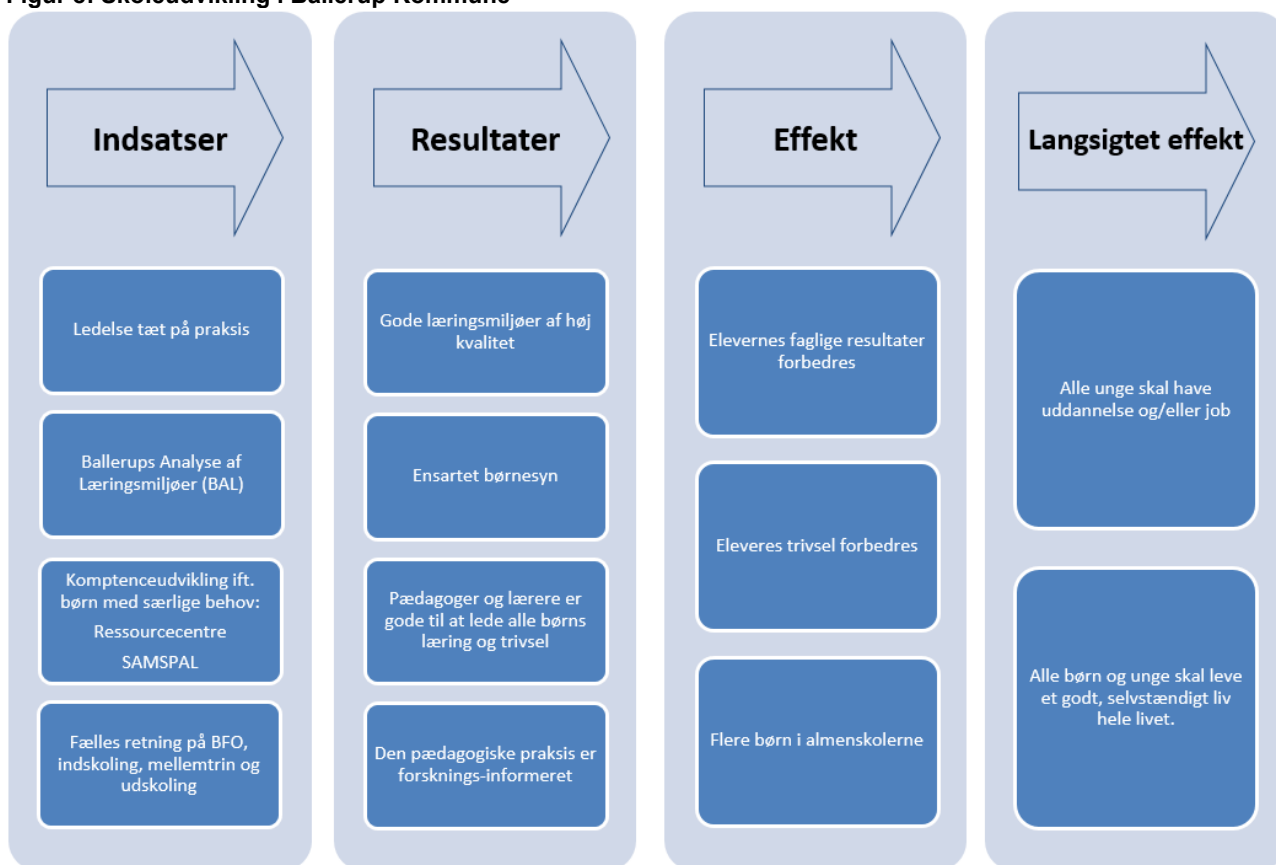 Indsatser
Ledelse tæt på praksis
Ballerups Analyse af
Læringsmiljøer (BAL)
Komptenceudvikling ift.
børn med særlige behov:
Ressourcecentre
SAMSPAL
Fælles retning på BFO,
indskoling, mellemtrin og
udskoling
Resultater
Gode læringsmiljøer af høj
kvalitet
Ensartet børnesyn
Pædagoger og lærere er
gode til at lede alle børns
læring og trivsel
Den pædagogiske praksis er
forsknings-informeret
Effekt
Elevernes faglige resultater
forbedres
Eleveres trivsel forbedres
Flere børn i almenskolerne
Langsigtet effekt
Alle unge skal have
uddannelse og/eller job
Alle børn og unge skal leve
et godt, selvstændigt liv
hele livet.